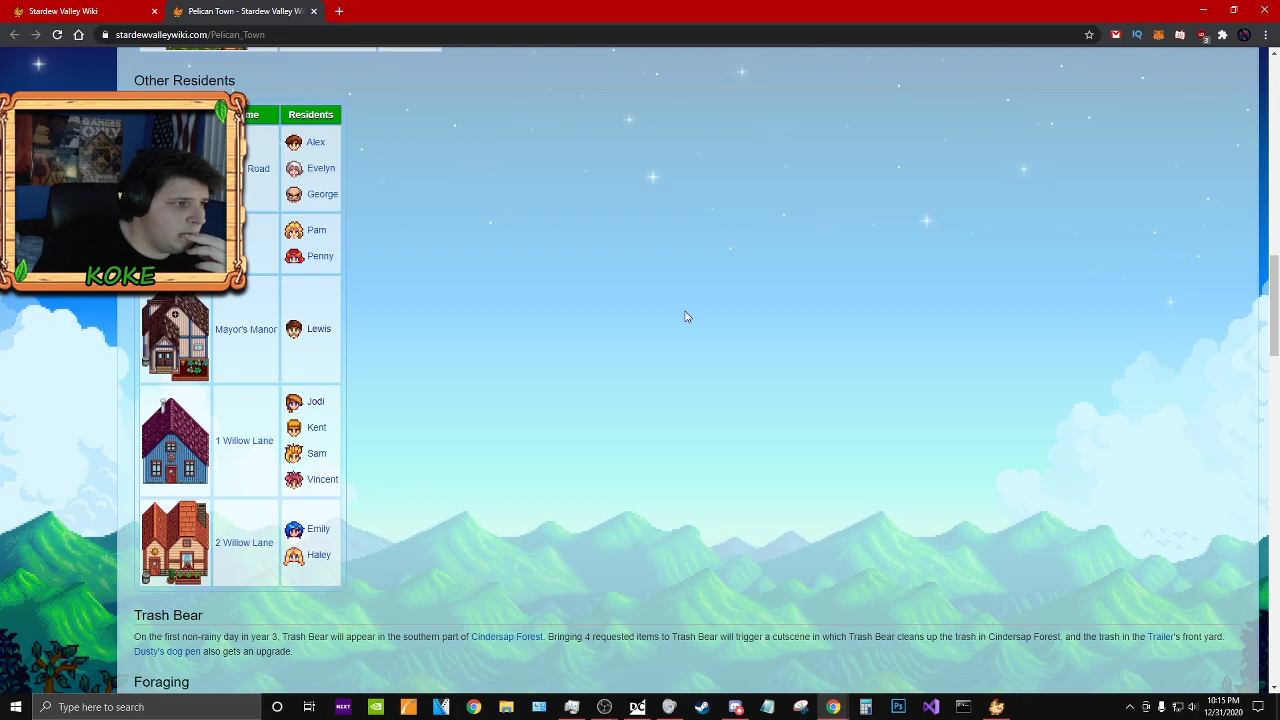 Stardew Valley Wiki
Pelican Town - Stardew Valley Wi
stardewvalleywiki.com/Pelican_Town
Other Residents
me Residents
Alex
Road Evelyn
George
Pam
Penny
Mayor's Manor Lewis
Jodi
Kent
1 Willow Lane
Sam
Vincent
Emily
2 Willow Lane
Haley
KOKE
Trash Bear
On the first non-rainy day in year 3, Trash Bear will appear in the southern part of Cindersap Forest. Bringing 4 requested items to Trash Bear will trigger a cutscene in which Trash Bear cleans up the trash in Cindersap Forest, and the trash in the Trailer's front yard.
Dusty's dog pen also gets an upgrade.
Foraging
Type here to search
NZXT
Ps
10:15 PM
12/31/2020